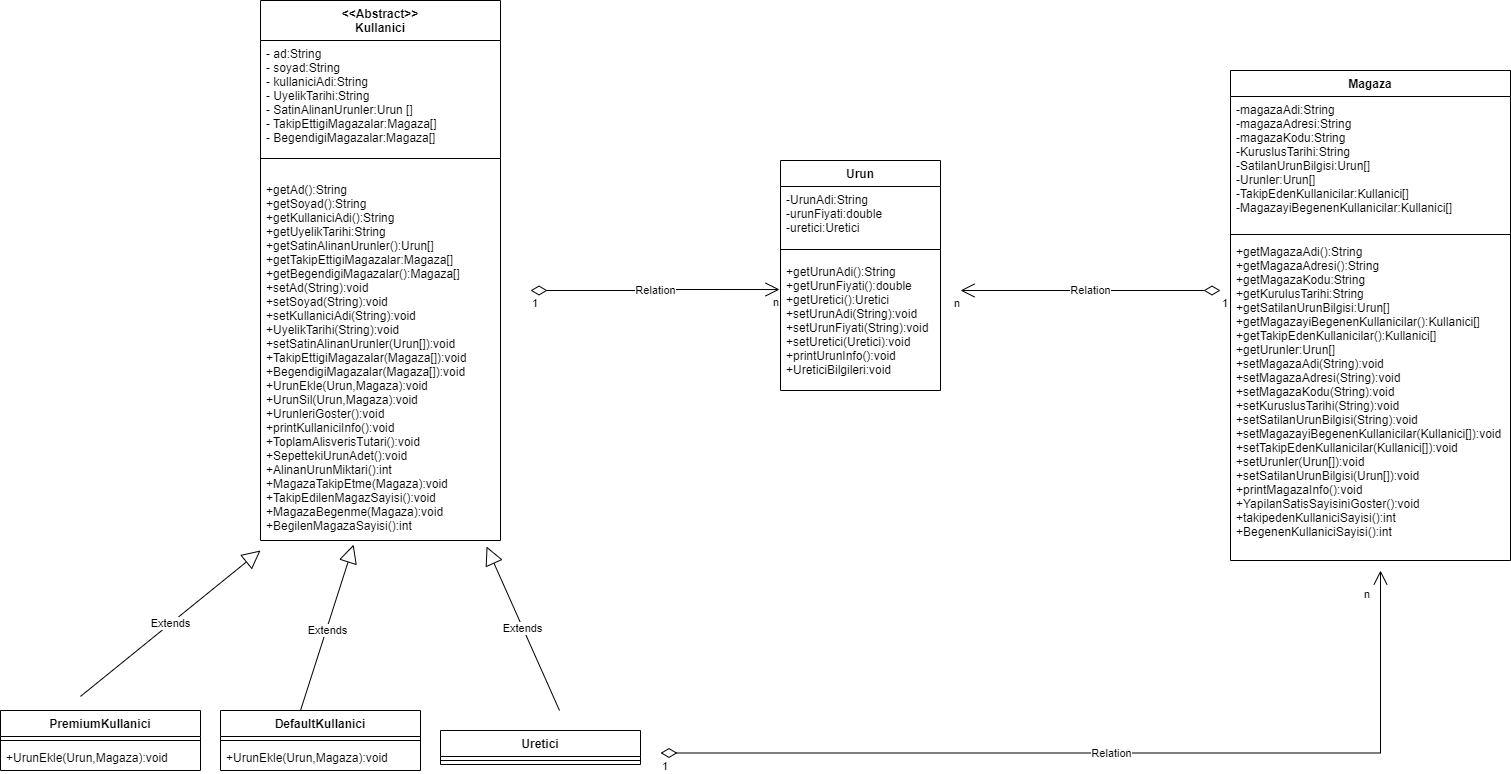 <<Abstract>>
Kullanici
- ad:String
- soyad:String
- kullaniciAdi:String
- UyelikTarihi:String
- SatinAlinanUrunler:Urun []
- TakipEttigiMagazalar:Magaza[]
- BegendigiMagazalar:Magaza[]
+getAd():String
+getSoyad():String
+getKullaniciAdi():String
+getUyelikTarihi:String
+getSatinAlinanUrunler():Urun[]
+getTakipEttigiMagazalar:Magaza[]
+getBegendigiMagazalar():Magaza[]
+setAd(String):void
+setSoyad(String):void
+setKullaniciAdi(String):void
+UyelikTarihi(String):void
+setSatinAlinanUrunler(Urun[]):void
+TakipEttigiMagazalar(Magaza[]):void
+BegendigiMagazalar(Magaza[]):void
+UrunEkle(Urun,Magaza):void
+UrunSil(Urun,Magaza):void
+UrunleriGoster():void
+printKullaniciInfo():void
+ToplamAlisverisTutari():void
+SepettekiUrunAdet():void
+AlinanUrunMiktari():int
+MagazaTakipEtme(Magaza):void
+TakipEdilenMagazSayisi():void
+MagazaBegenme(Magaza):void
+BegilenMagazaSayisi():int
Relation
1
n
Urun
-UrunAdi:String
-urunFiyati:double
-uretici:Uretici
+getUrunAdi():String
+getUrunFiyati():double
+getUretici():Uretici
+setUrunAdi(String):void
+setUrunFiyati(String):void
+setUretici(Uretici):void
+printUrunInfo():void
+UreticiBilgileri:void
Relation
n
1
Magaza
-magazaAdi:String
-magazaAdresi:String
-magazaKodu:String
-KuruslusTarihi:String
-SatilanUrunBilgisi:Urun[]
-Urunler:Urun[]
-TakipEdenKullanicilar:Kullanici[]
-MagazayiBegenenKullanicilar:Kullanici[]
+getMagazaAdi():String
+getMagazaAdresi():String
+getMagazaKodu:String
+getKurulusTarihi:String
+getSatilanUrunBilgisi:Urun[]
+getMagazayiBegenenKullanicilar():Kullanici[]
+getTakipEdenKullanicilar():Kullanici[]
+getUrunler:Urun[]
+setMagazaAdi(String):void
+setMagazaAdresi(String):void
+setMagazaKodu(String):void
+setKuruslusTarihi(String):void
+setSatilanUrunBilgisi(String):void
+setMagazayiBegenenKullanicilar(Kullanici[]):void
+setTakipEdenKullanicilar(Kullanici[]):void
+setUrunler(Urun[]):void
+setSatilanUrunBilgisi(Urun[]):void
+printMagazaInfo():void
+YapilanSatisSayisiniGoster():void
+takipedenKullaniciSayisi():int
+BegenenKullaniciSayisi():int
n
Extends
Extends
Extends
PremiumKullanici
+UrunEkle(Urun,Magaza):void
DefaultKullanici
+UrunEkle(Urun,Magaza):void
Uretici
1
Relation